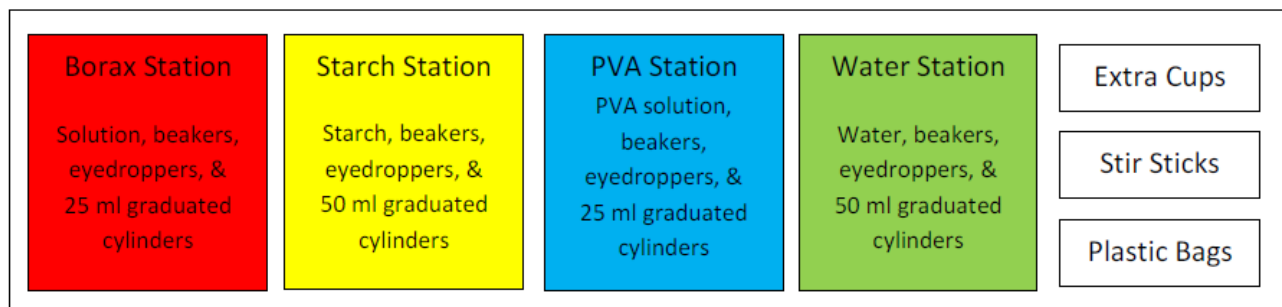 Borax Station
Solution, beakers,
eyedroppers, &
25 ml graduated
cylinders
Starch Station
Starch, beakers,
eyedroppers, &
50 ml graduated
cylinders
PVA Station
PVA solution,
beakers,
eyedroppers, &
25 ml graduated
cylinders
Water Station
Water, beakers,
eyedroppers, &
50 ml graduated
cylinders
Extra Cups
Stir Sticks
Plastic Bags